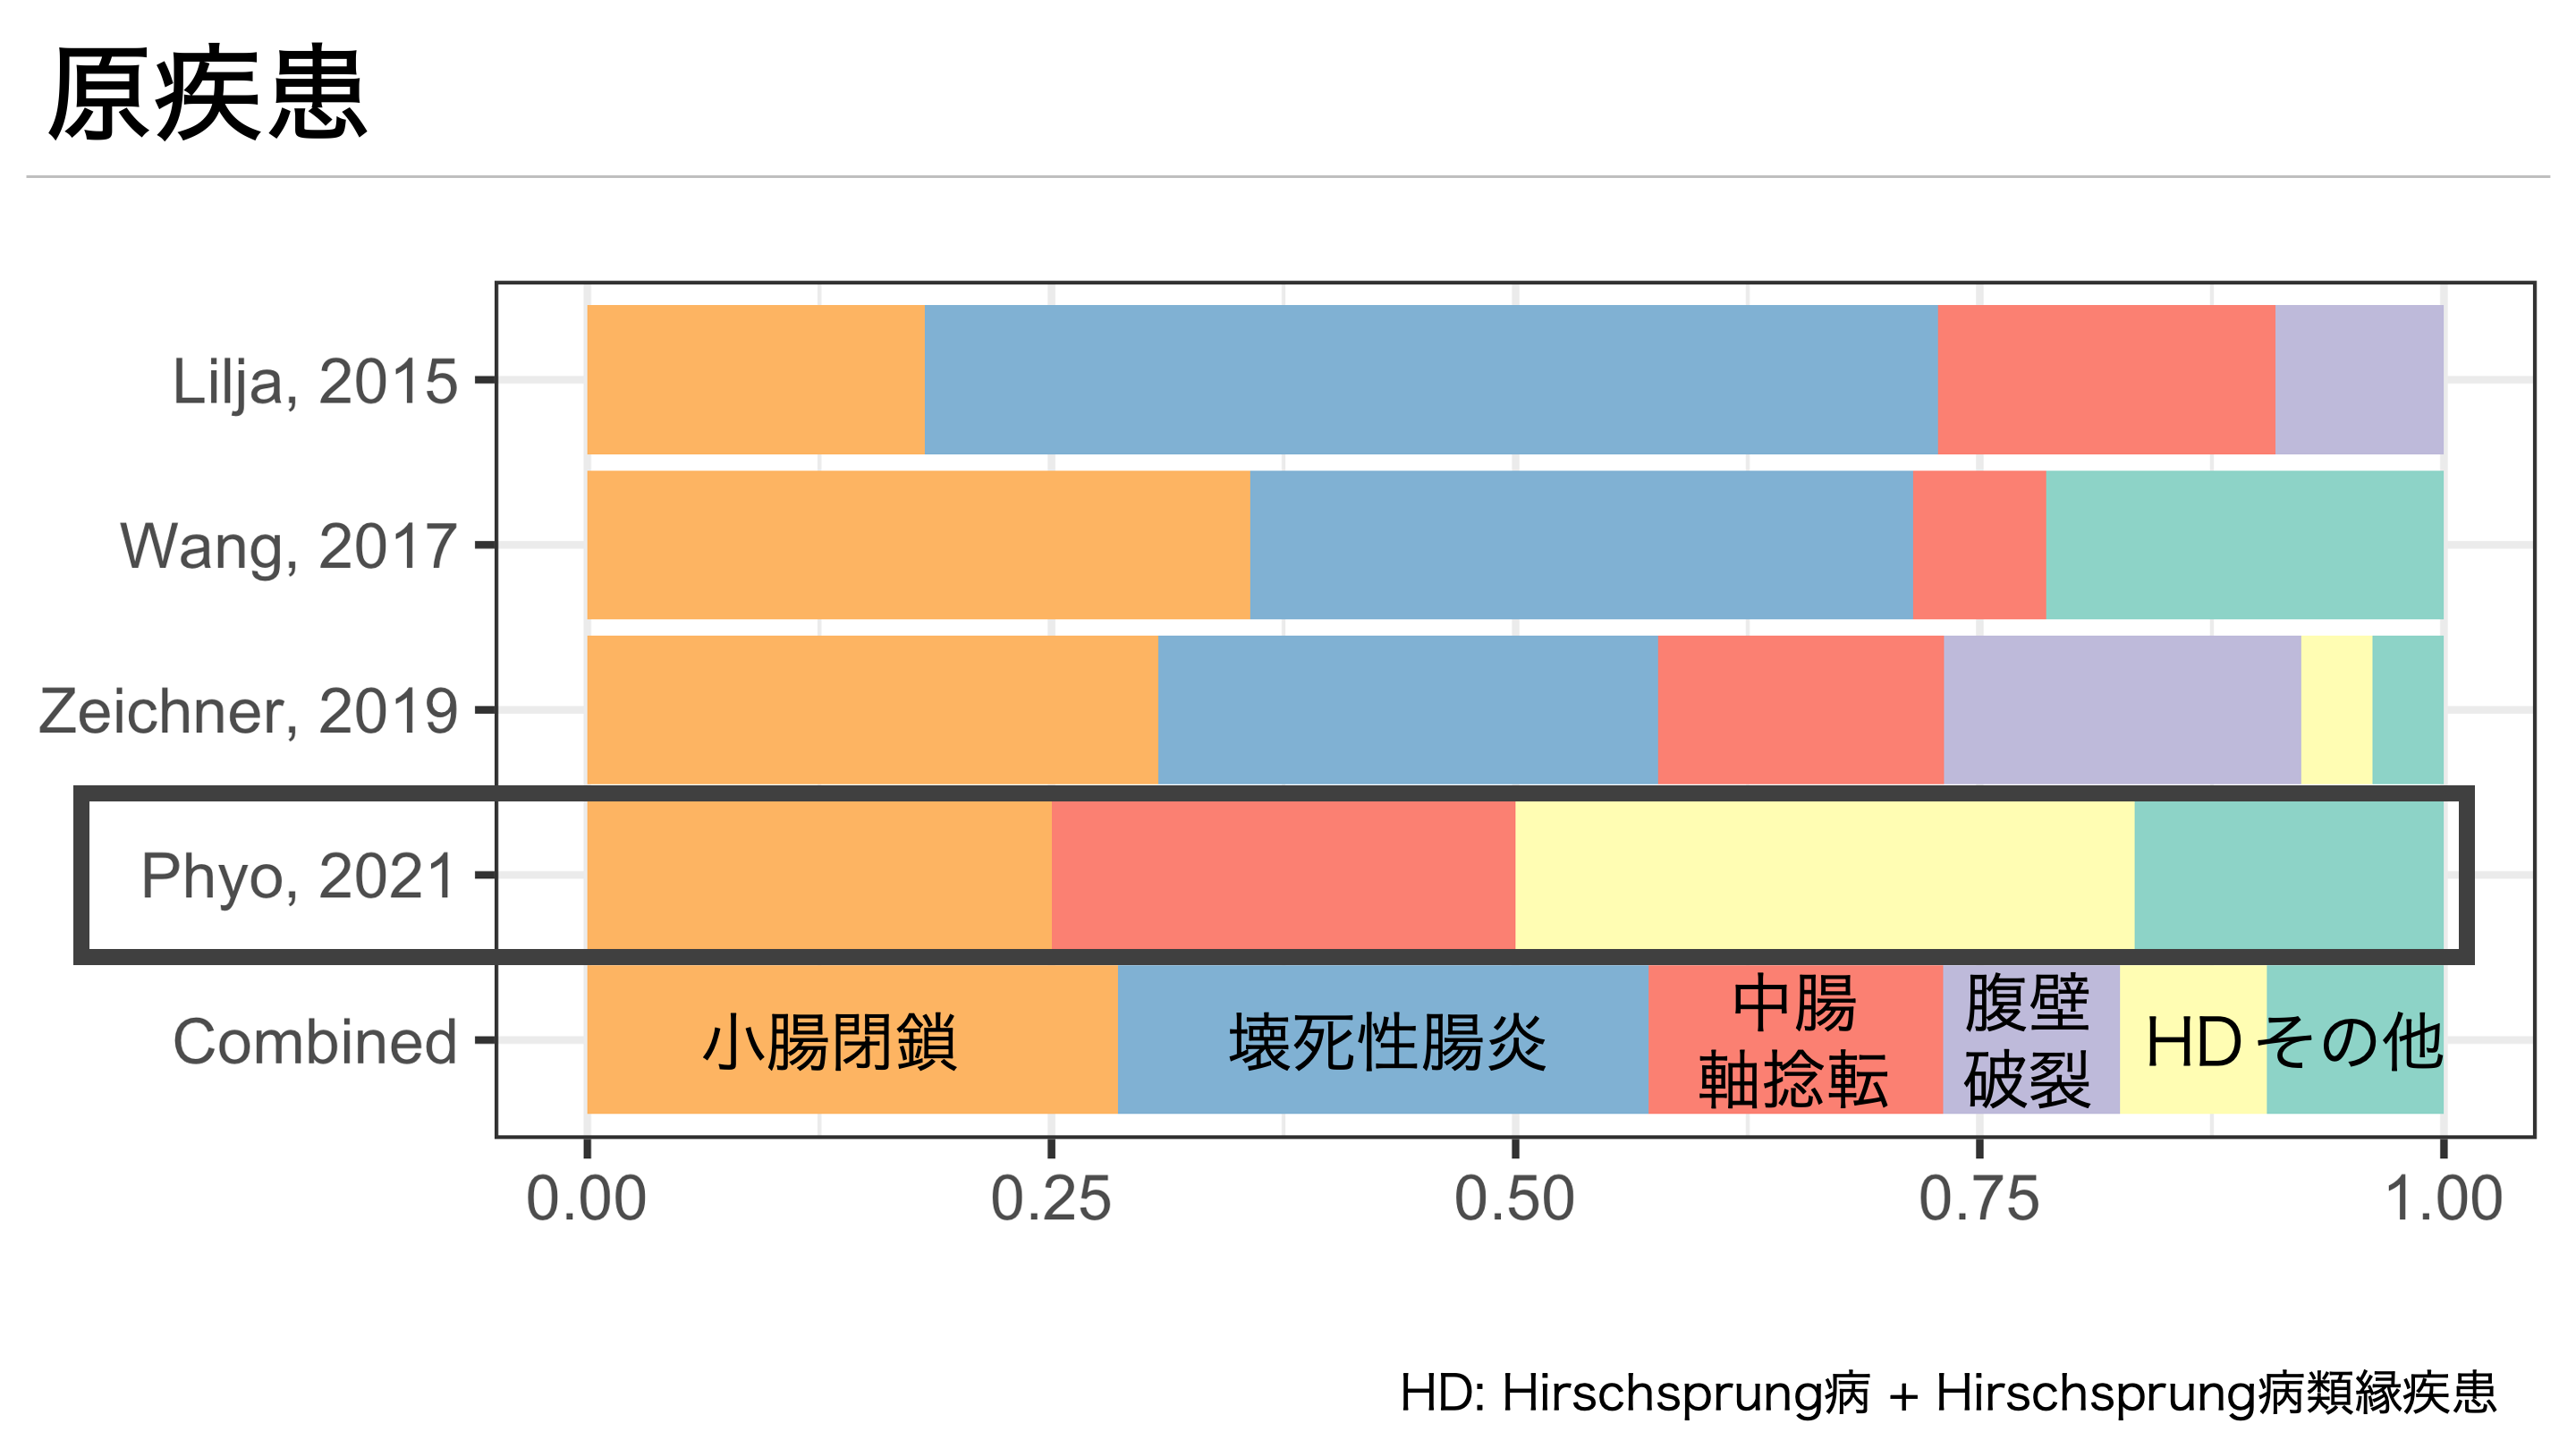 原疾患
Lilja, 2015
Wang, 2017
Zeichner, 2019
Phyo, 2021
Combined
小腸閉鎖
壊死性腸炎
中腸
軸捻転
腹壁
破裂
HD
その他
0.00
0.25
0.50
0.75
1.00
HD: Hirschsprung病 + Hirschsprung病類縁疾患